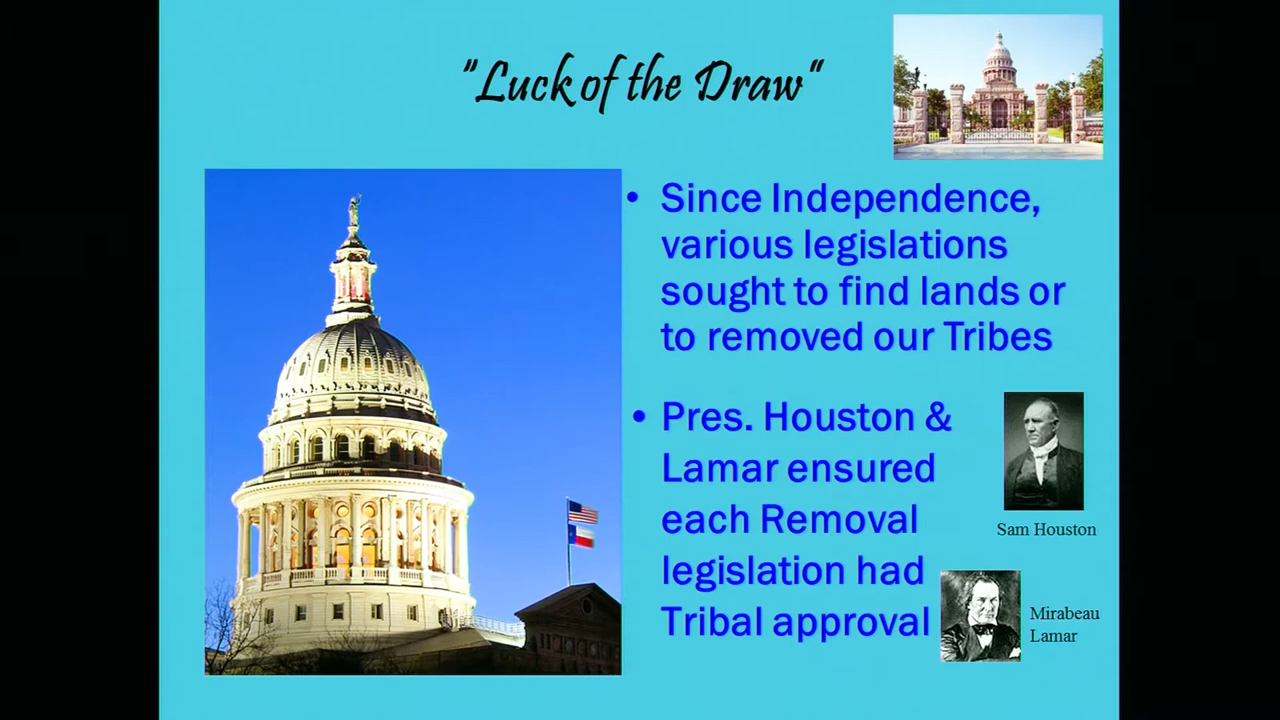 "Luck of the Draw"
• Since Independence,
various legislations
sought to find lands or
to removed our Tribes
• Pres. Houston &
Lamar ensured
each Removal
legislation had
Tribal approval
Sam Houston
Mirabeau
Lamar